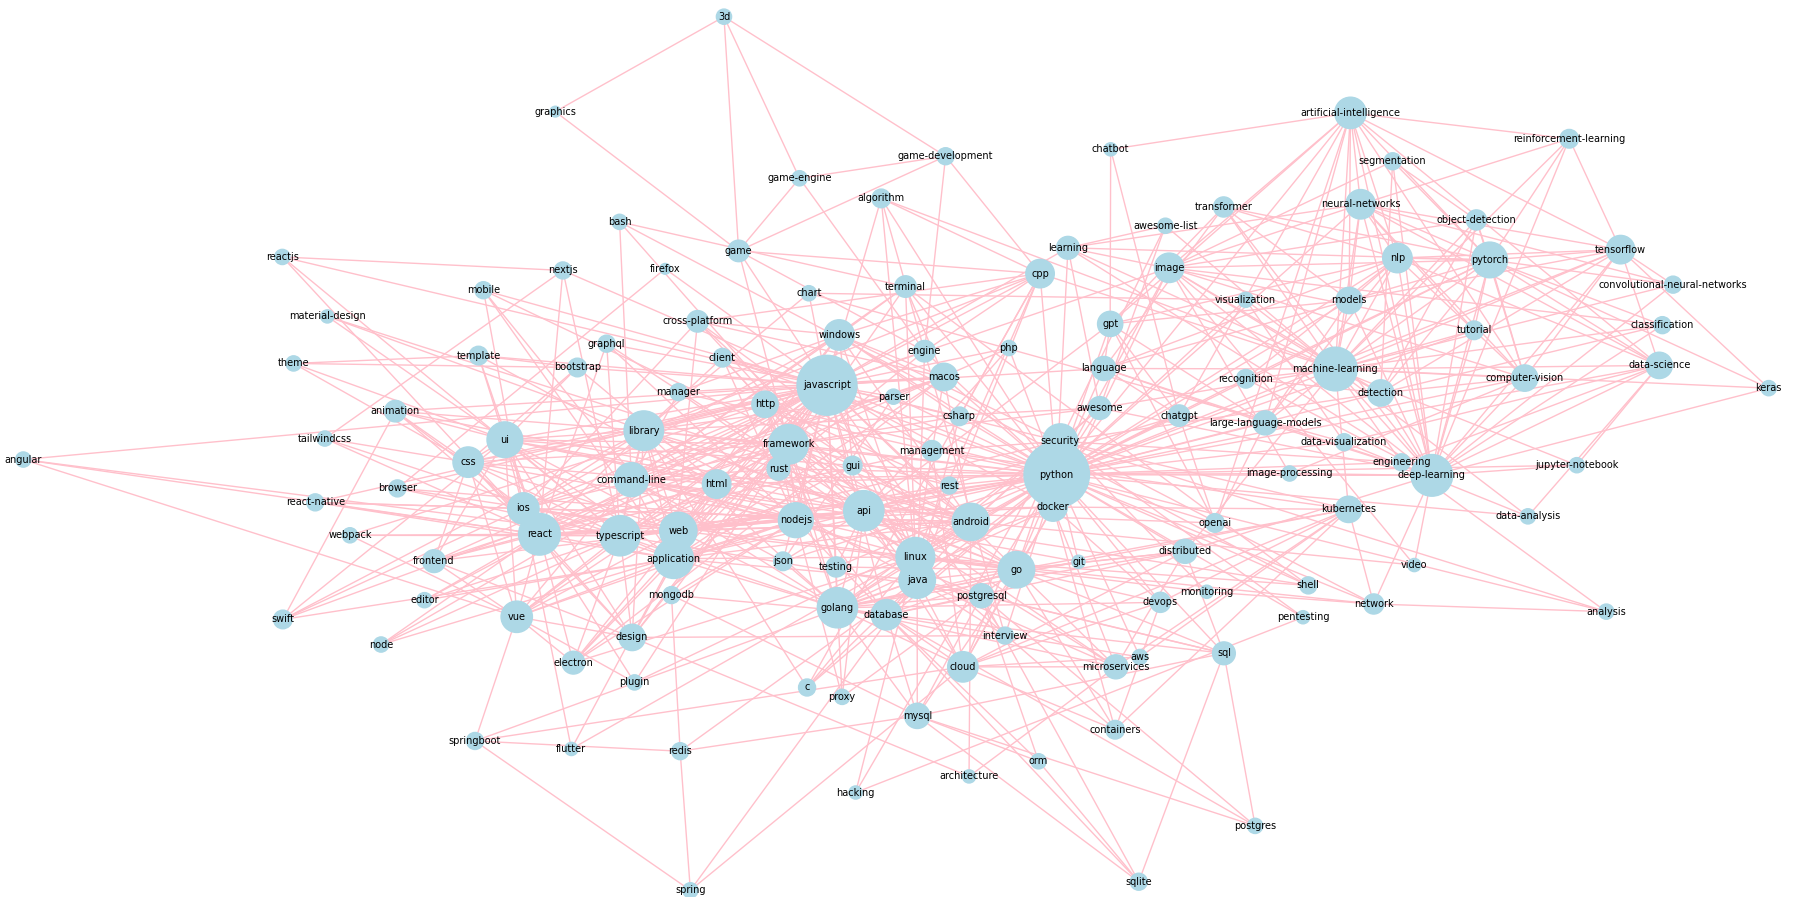 3d
graphics
artificial-intelligence
reinforcement-learning
chatbot
game-development
segmentation
game-engine
algorithm
transformer
neural-networks
object-detection
bash
awesome-list
learning
game
tensorflow
reactjs
nlp
pytorch
nextjs
firefox
cpp
image
mobile
terminal
convolutional-neural-networks
chart
visualization
models
material-design
cross-platform
gpt
classification
windows
tutorial
graphql
php
template
client
engine
theme
bootstrap
language
machine-learning
data-science
macos
recognition
computer-vision
javascript
keras
manager
parser
detection
http
animation
csharp
awesome
chatgpt
large-language-models
library
tailwindcss
ui
framework
security
data-visualization
management
angular
css
rust
gui
engineering
jupyter-notebook
python
image-processing
deep-learning
command-line
html
browser
rest
react-native
ios
docker
api
kubernetes
data-analysis
nodejs
android
openai
web
webpack
react
typescript
distributed
linux
application
frontend
json
testing
git
video
go
java
shell
monitoring
mongodb
postgresql
editor
devops
network
golang
database
analysis
vue
pentesting
swift
interview
design
node
sql
aws
electron
cloud
microservices
plugin
c
proxy
mysql
containers
springboot
flutter
redis
orm
architecture
hacking
postgres
sqlite
spring